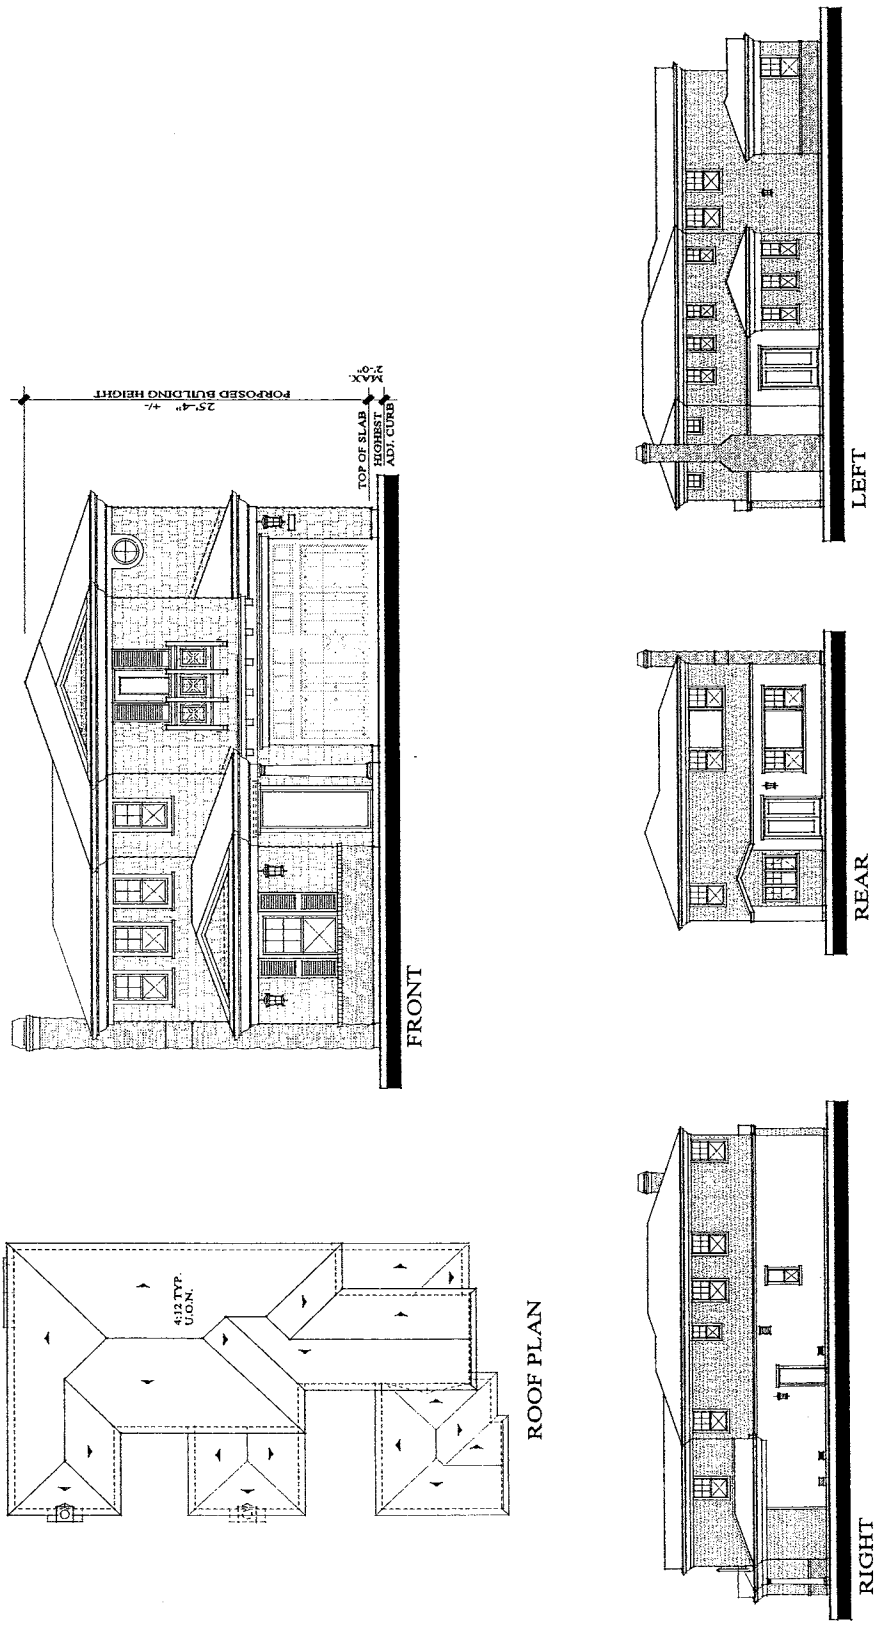 25'-4" +/-
PORPOSED BUILDING HEIGHT
MAX.
2'-0"
TOP OF SLAB
HIGHEST
ADJ. CURB
FRONT
4:12 TYP.
U.O.N.
ROOF PLAN
LEFT
REAR
RIGHT